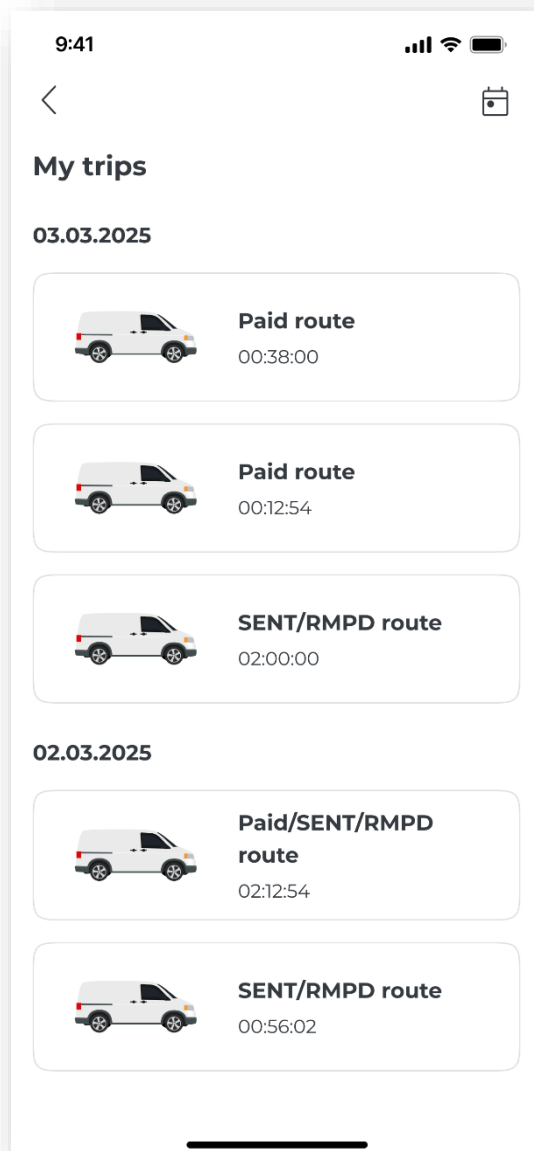 9:41
My trips
03.03.2025
Paid route
00:38:00
Paid route
00:12:54
SENT/RMPD route
02:00:00
02.03.2025
Paid/SENT/RMPD
route
02:12:54
SENT/RMPD route
00:56:02